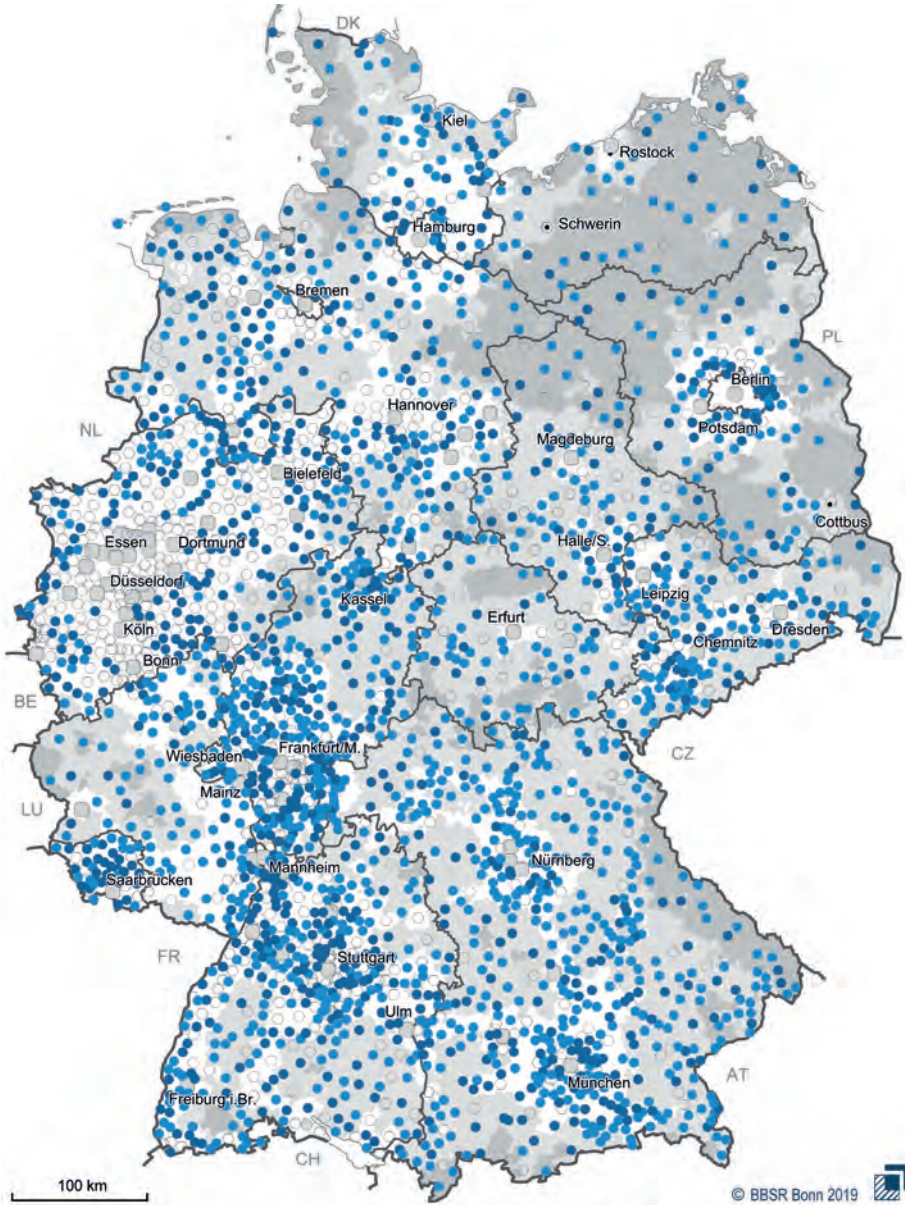 DK
Kiel
Rostock
Hamburg
Schwerin
Bremen
PL
Berlin
Hannover
Potsdam
NL
Magdeburg
Bielefeld
Cottbus
Essen
Dortmund
Halle/S.
Düsseldorf
Leipzig
Kassel
Erfurt
Köln
Dresden
Chemnitz
Bonn
BE
Wiesbaden
Frankfurt/M.
CZ
Mainz
LU
Nürnberg
Mannheim
Saarbrücken
FR
Stuttgart
Ulm
AT
München
Freiburg i.Br.
CH
100 km
© BBSR Bonn 2019